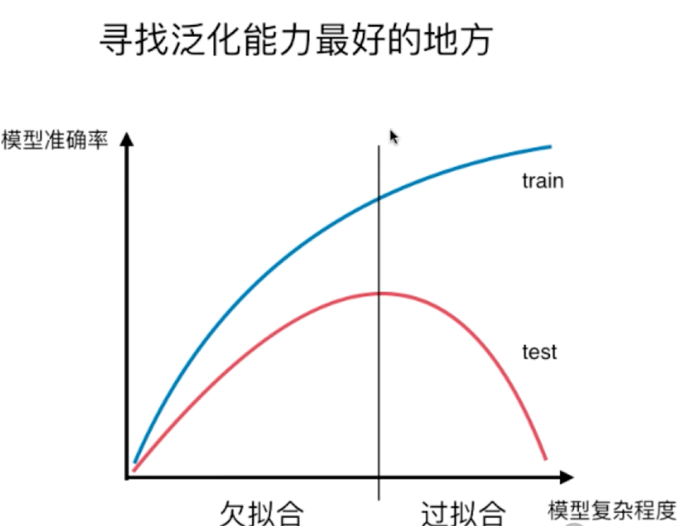 寻找泛化能力最好的地方
模型准确率
train
test
欠拟合
过拟合
模型复杂程度